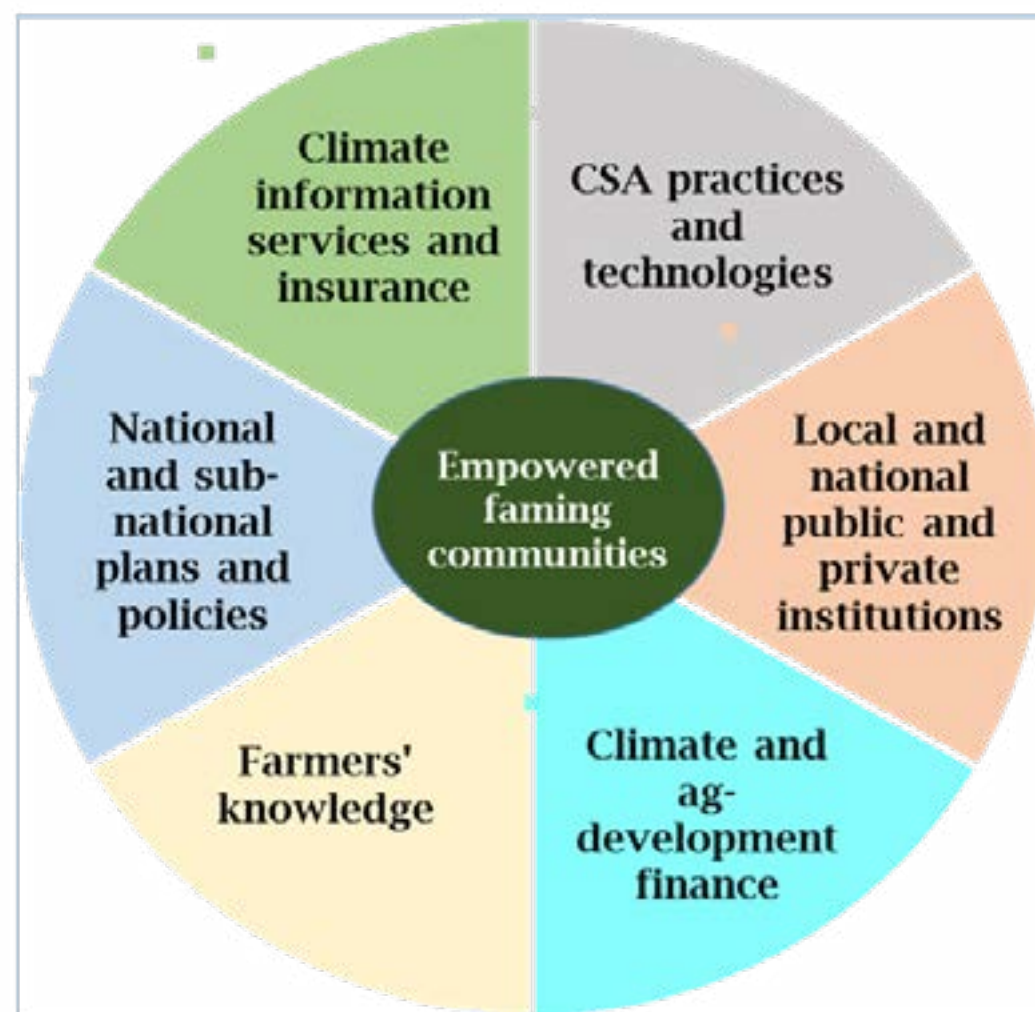 Climate
information
services and
insurance
CSA practices
and
technologies
National
and sub-
national
plans and
policies
Empowered
faming
communities
Local and
national
public and
private
institutions
Farmers'
knowledge
Climate and
ag-
development
finance